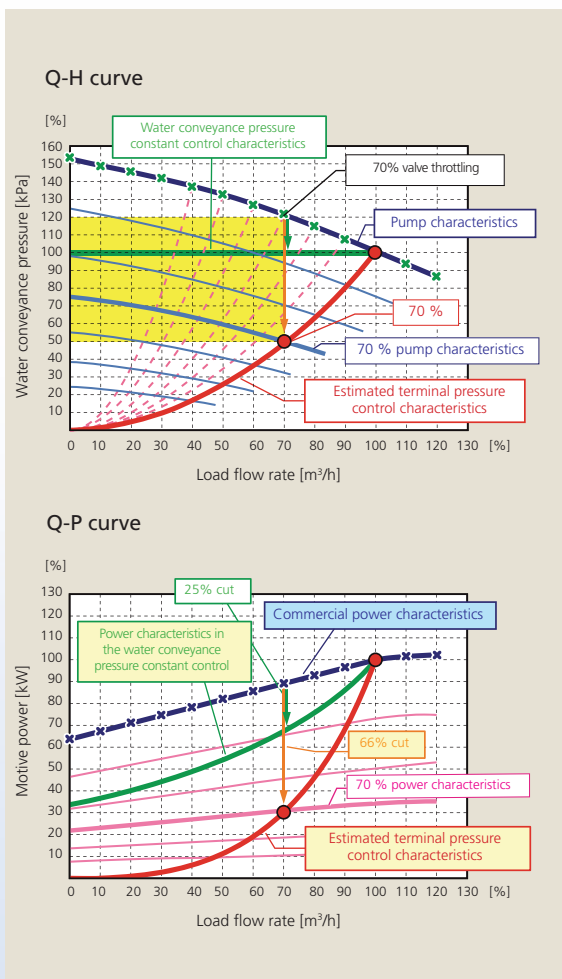 Q-H curve
[%]
Water conveyance pressure
constant control characteristics
160
150
140
130
120
110
100
90
80
70
60
50
40
30
20
10
Water conveyance pressure [kPa]
70% valve throttling
Pump characteristics
70 %
70 % pump characteristics
Estimated terminal pressure
control characteristics
0 10 20 30 40 50 60 70 80 90 100 110 120 130 [%]
Load flow rate [m³/h]
Q-P curve
[%]
25% cut
Commercial power characteristics
Power characteristics in
the water conveyance
pressure constant control
130
120
110
100
90
80
70
60
50
40
30
20
10
Motive power [kW]
66% cut
70 % power characteristics
Estimated terminal pressure
control characteristics
0 10 20 30 40 50 60 70 80 90 100 110 120 130 [%]
Load flow rate [m³/h]